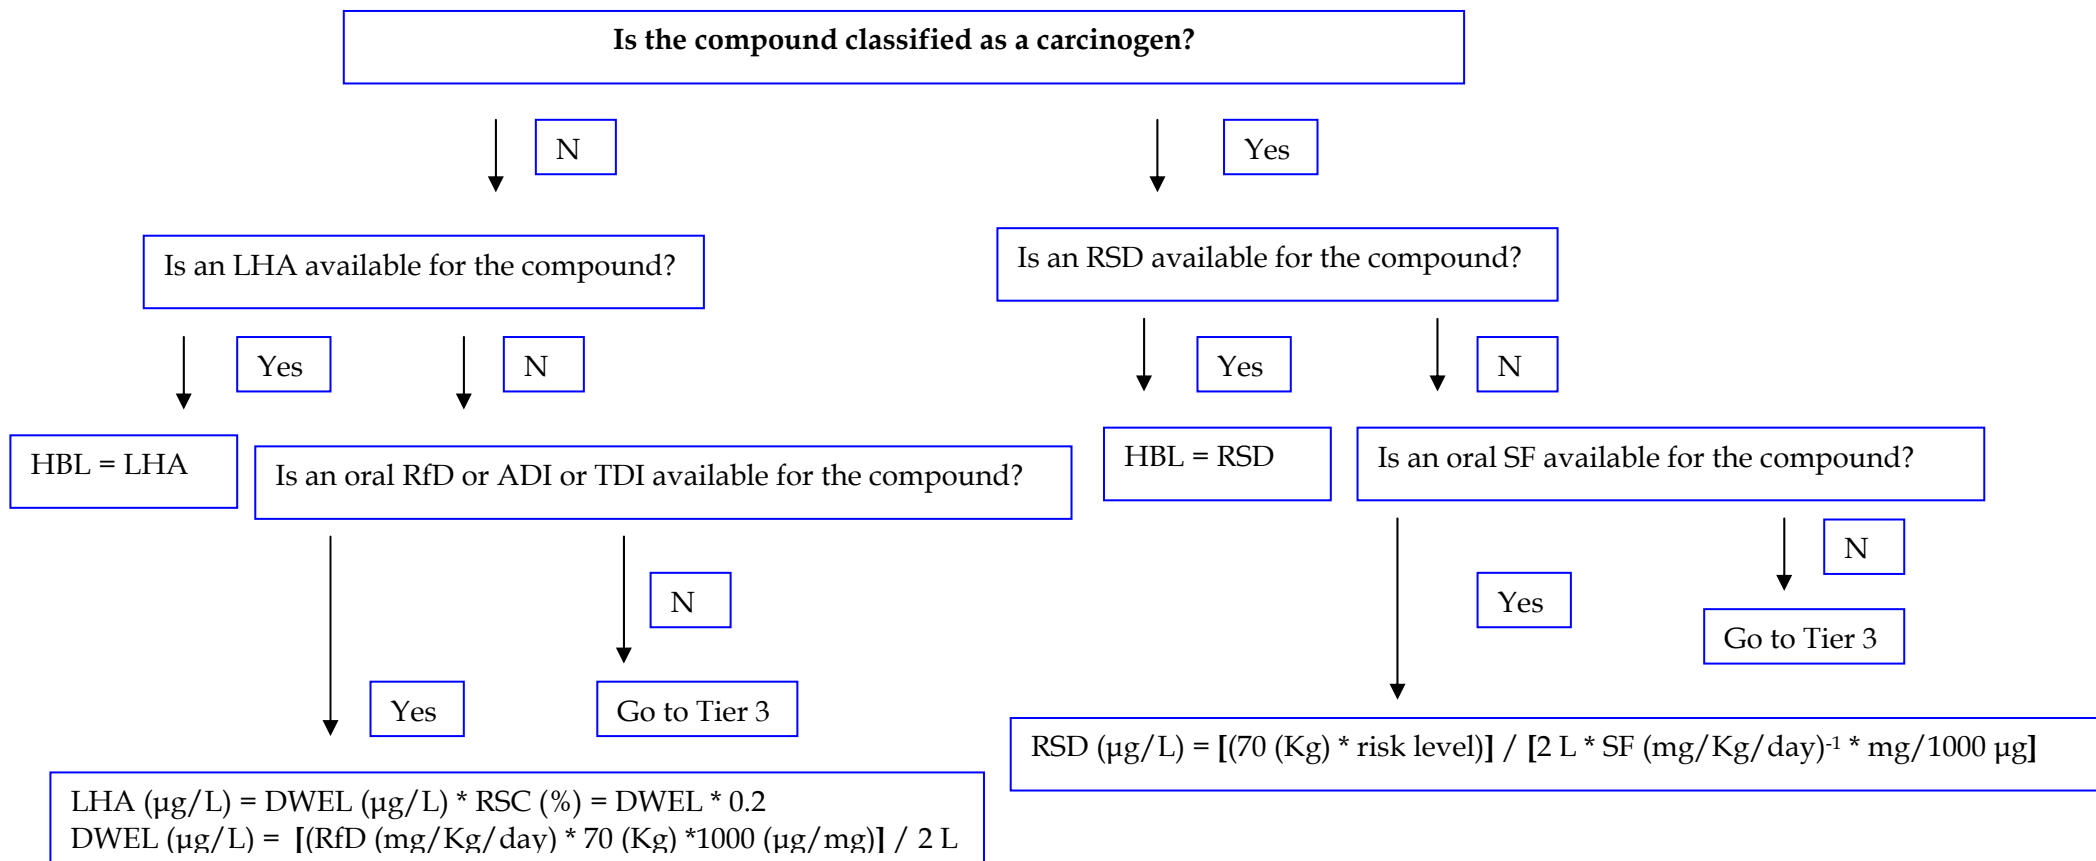 Is the compound classified as a carcinogen?
N
Yes
Is an LHA available for the compound?
Is an RSD available for the compound?
Yes
N
Yes
N
HBL = LHA
Is an oral RfD or ADI or TDI available for the compound?
HBL = RSD
Is an oral SF available for the compound?
N
Yes
N
Yes
Go to Tier 3
Go to Tier 3
RSD (µg/L) = [(70 (Kg) * risk level)] / [2 L * SF (mg/Kg/day)-1 * mg/1000 µg]
LHA (µg/L) = DWEL (µg/L) * RSC (%) = DWEL * 0.2
DWEL (µg/L) = [(RfD (mg/Kg/day) * 70 (Kg) *1000 (µg/mg)] / 2 L